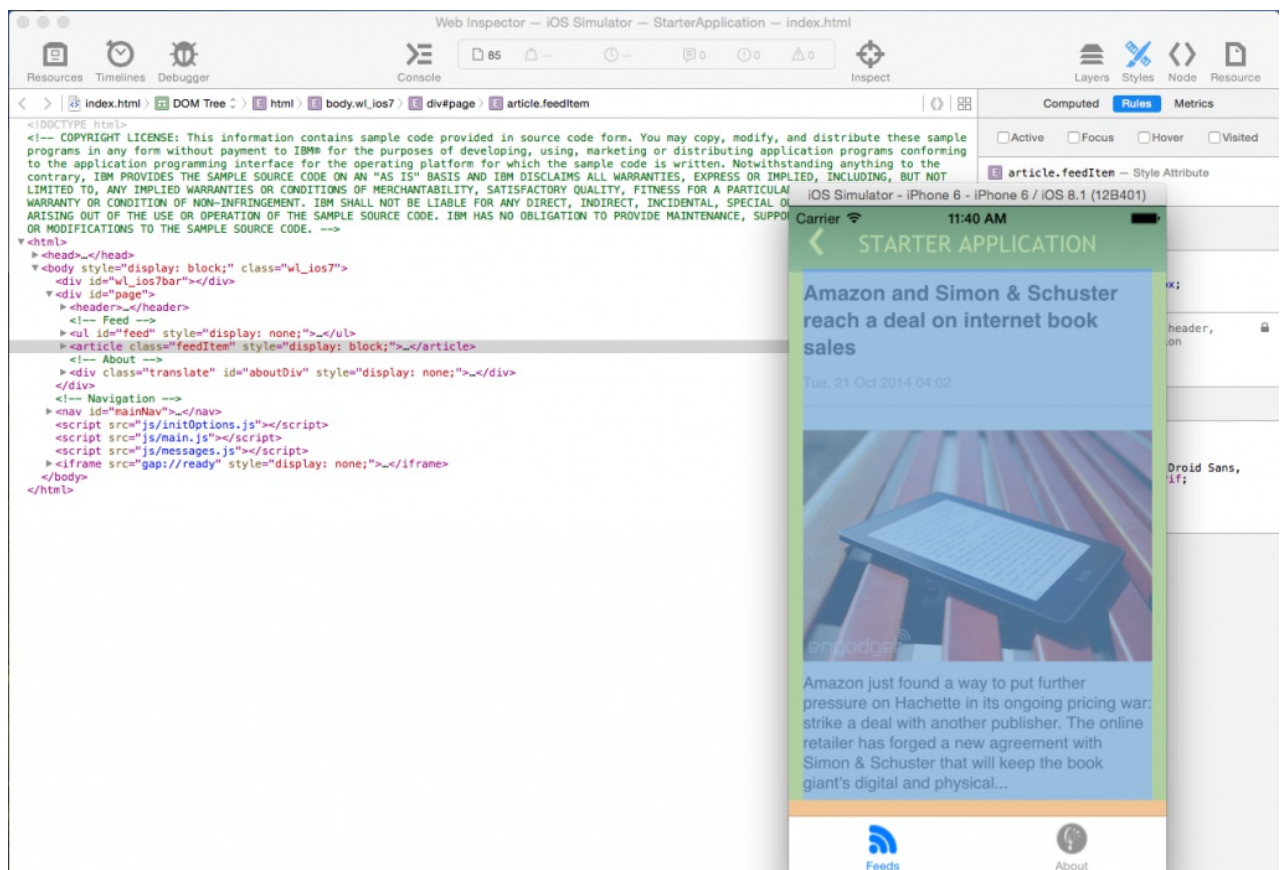 Web Inspector — iOS Simulator — StarterApplication — index.html
Resources Timelines Debugger Console 85 — — 0 0 0 Inspect Layers Styles Node Resource
index.html DOM Tree html body.wl_ios7 div#page article.feedItem
Computed Rules Metrics
Active Focus Hover Visited
E article.feedItem — Style Attribute
<!DOCTYPE html>
<!-- COPYRIGHT LICENSE: This information contains sample code provided in source code form. You may copy, modify, and distribute these sample
programs in any form without payment to IBM® for the purposes of developing, using, marketing or distributing application programs conforming
to the application programming interface for the operating platform for which the sample code is written. Notwithstanding anything to the
contrary, IBM PROVIDES THE SAMPLE SOURCE CODE ON AN "AS IS" BASIS AND IBM DISCLAIMS ALL WARRANTIES, EXPRESS OR IMPLIED, INCLUDING, BUT NOT
LIMITED TO, ANY IMPLIED WARRANTIES OR CONDITIONS OF MERCHANTABILITY, SATISFACTORY QUALITY, FITNESS FOR A PARTICULA
WARRANTY OR CONDITION OF NON-INFRINGEMENT. IBM SHALL NOT BE LIABLE FOR ANY DIRECT, INDIRECT, INCIDENTAL, SPECIAL O
ARISING OUT OF THE USE OR OPERATION OF THE SAMPLE SOURCE CODE. IBM HAS NO OBLIGATION TO PROVIDE MAINTENANCE, SUPPO
OR MODIFICATIONS TO THE SAMPLE SOURCE CODE. -->
<html>
<head>…</head>
<body style="display: block;" class="wl_ios7">
<div id="wl_ios7bar"></div>
<div id="page">
<header>…</header>
<!-- Feed -->
<ul id="feed" style="display: none;">…</ul>
<article class="feedItem" style="display: block;">…</article>
<!-- About -->
<div class="translate" id="aboutDiv" style="display: none;">…</div>
</div>
<!-- Navigation -->
<nav id="mainNav">…</nav>
<script src="js/initOptions.js"></script>
<script src="js/main.js"></script>
<script src="js/messages.js"></script>
<iframe src="gap://ready" style="display: none;">…</iframe>
</body>
</html>
iOS Simulator - iPhone 6 - iPhone 6 / iOS 8.1 (12B401)
Carrier 11:40 AM
STARTER APPLICATION
Amazon and Simon & Schuster
reach a deal on internet book
sales
Tue, 21 Oct 2014 04:02
engadget
Amazon just found a way to put further
pressure on Hachette in its ongoing pricing war:
strike a deal with another publisher. The online
retailer has forged a new agreement with
Simon & Schuster that will keep the book
giant's digital and physical...
Feeds About
x;
header,
on
Droid Sans,
if;